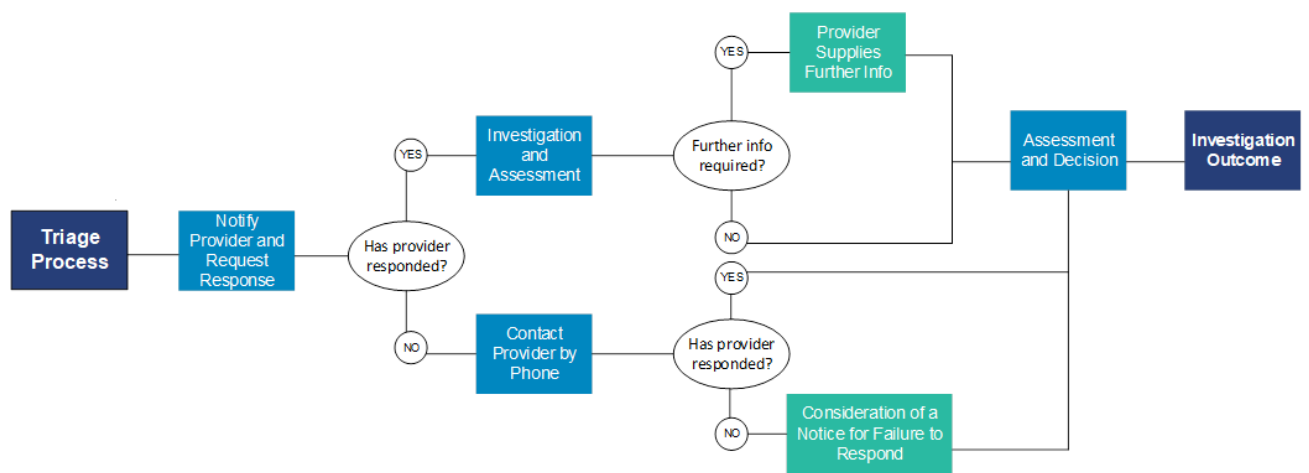 Triage
Process
Notify
Provider and
Request
Response
Has provider
responded?
YES
Investigation
and
Assessment
Further info
required?
YES
Provider
Supplies
Further Info
NO
NO
Contact
Provider by
Phone
Has provider
responded?
YES
NO
Consideration of a
Notice for Failure to
Respond
Assessment
and Decision
Investigation
Outcome